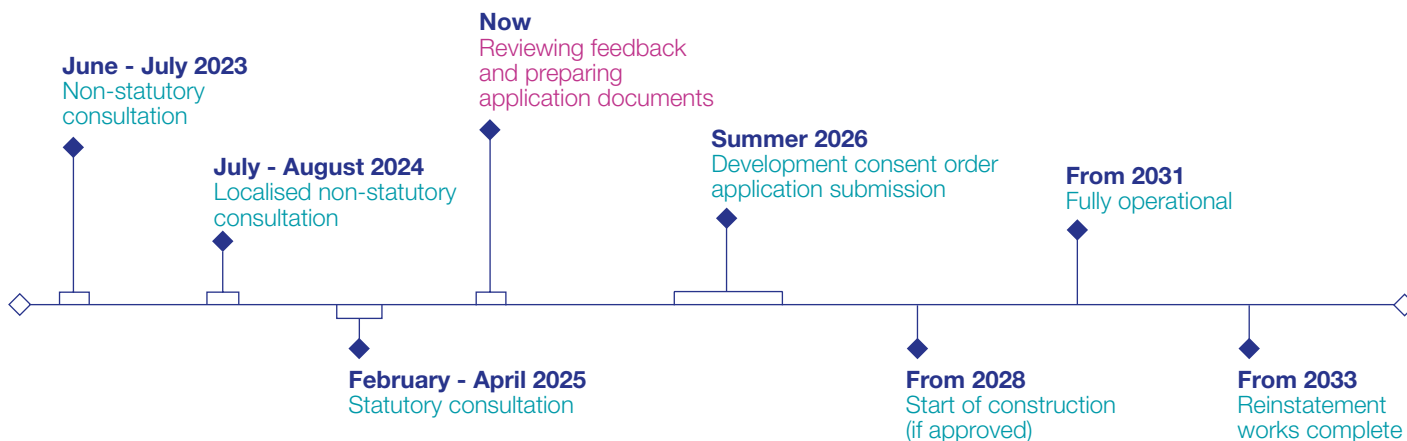 June - July 2023
Non-statutory
consultation
July - August 2024
Localised non-statutory
consultation
February - April 2025
Statutory consultation
Now
Reviewing feedback
and preparing
application documents
Summer 2026
Development consent order
application submission
From 2028
Start of construction
(if approved)
From 2031
Fully operational
From 2033
Reinstatement
works complete